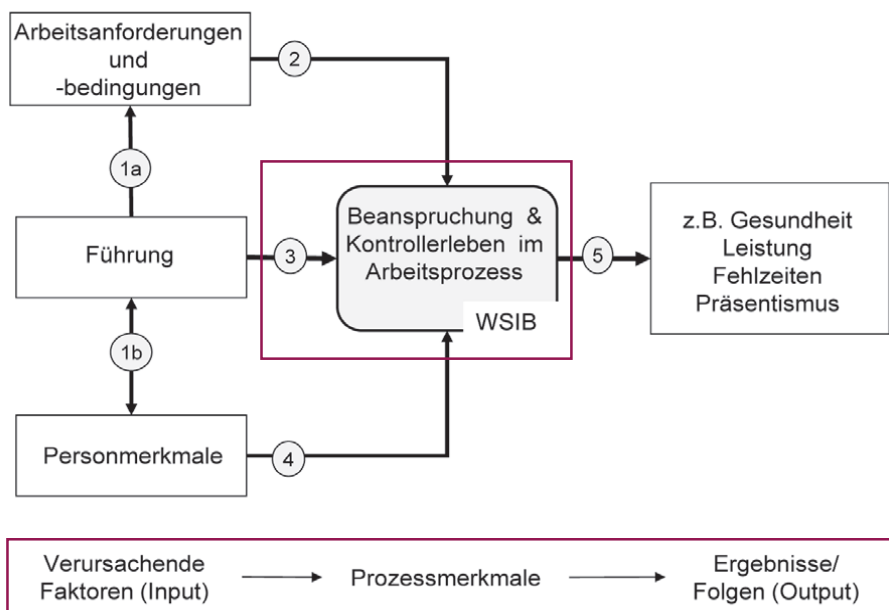 Arbeitsanforderungen
und
-bedingungen
2
1a
Führung
3
Beanspruchung &
Kontrollerleben im
Arbeitsprozess
WSIB
5
z.B. Gesundheit
Leistung
Fehlzeiten
Präsentismus
1b
Personmerkmale
4
Verursachende
Faktoren (Input)
Prozessmerkmale
Ergebnisse/
Folgen (Output)